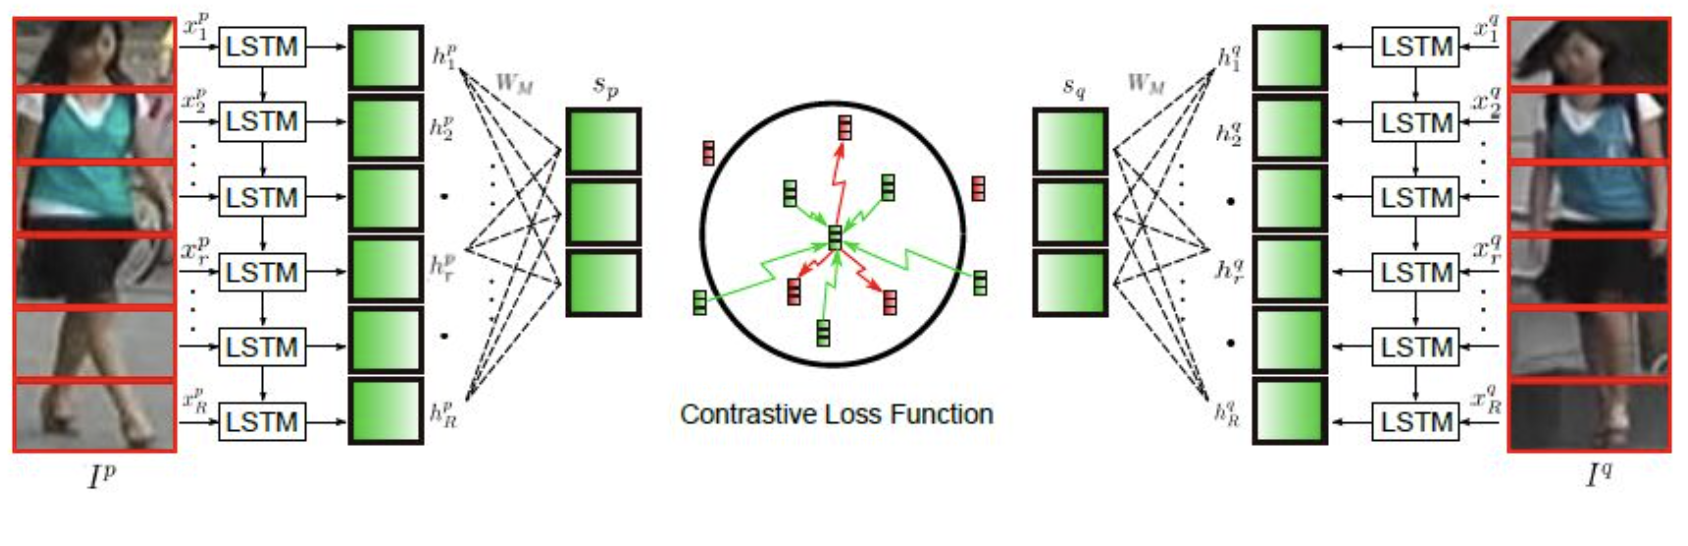 x_1^p LSTM h_1^p W_M s_p s_q W_M h_1^q LSTM x_1^q
x_2^p LSTM h_2^p h_2^q LSTM x_2^q
LSTM LSTM
x_r^p LSTM h_r^p h_r^q LSTM x_r^q
LSTM LSTM
x_R^p LSTM h_R^p Contrastive Loss Function h_R^q LSTM x_R^q
I^p I^q